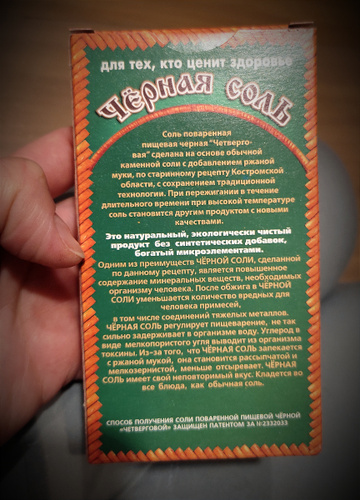 для тех, кто ценит здоровье
Чёрная соль
Соль поваренная
пищевая черная "Четверго-
вая" сделана на основе обычной
каменной соли с добавлением ржаной
муки, по старинному рецепту Костромской
области, с сохранением традиционной
технологии. При пережигании в течение
длительного времени при высокой температуре
соль становится другим продуктом с новыми
качествами.
Это натуральный, экологически чистый
продукт без синтетических добавок,
богатый микроэлементами.
Одним из преимуществ ЧЁРНОЙ СОЛИ, сделанной
по данному рецепту, является повышенное
содержание минеральных веществ, необходимых
организму человека. После обжига в ЧЁРНОЙ
СОЛИ уменьшается количество вредных для
человека примесей,
в том числе соединений тяжелых металлов.
ЧЁРНАЯ СОЛЬ регулирует пищеварение, не так
сильно задерживает в организме воду. Углерод в
виде мелкопористого угля выводит из организма
токсины. Из-за того, что ЧЁРНАЯ СОЛЬ запекается
с ржаной мукой, она становится рассыпчатой и
мелкозернистой, меньше отсыревает. ЧЁРНАЯ
СОЛЬ имеет свой неповторимый вкус. Кладется во
все блюда, как обычная соль.
СПОСОБ ПОЛУЧЕНИЯ СОЛИ ПОВАРЕННОЙ ПИЩЕВОЙ ЧЁРНОЙ
«ЧЕТВЕРГОВОЙ» ЗАЩИЩЕН ПАТЕНТОМ ЗА N2332033